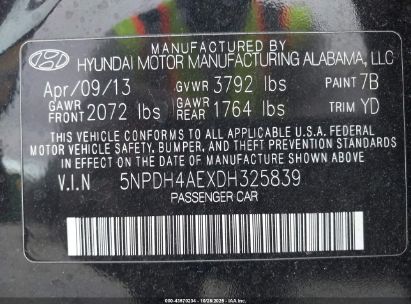 MANUFACTURED BY
HYUNDAI MOTOR MANUFACTURING ALABAMA, LLC
Apr/09/13 GVWR 3792 lbs PAINT 7B
GAWR FRONT 2072 lbs GAWR REAR 1764 lbs TRIM YD
THIS VEHICLE CONFORMS TO ALL APPLICABLE U.S.A. FEDERAL
MOTOR VEHICLE SAFETY, BUMPER, AND THEFT PREVENTION STANDARDS
IN EFFECT ON THE DATE OF MANUFACTURE SHOWN ABOVE.
V.I.N 5NPDH4AEXDH325839
PASSENGER CAR